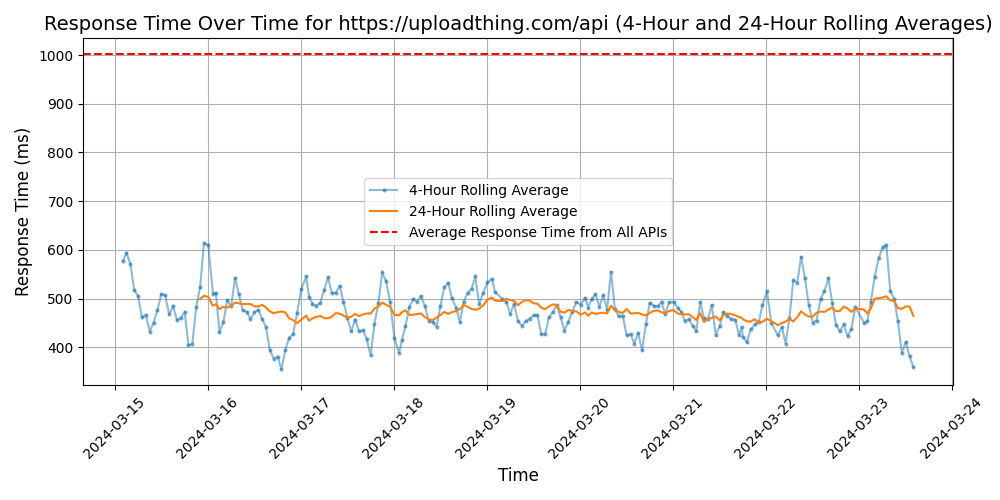 Response Time Over Time for https://uploadthing.com/api (4-Hour and 24-Hour Rolling Averages)
Response Time (ms)
1000
900
800
700
600
500
400
4-Hour Rolling Average
24-Hour Rolling Average
Average Response Time from All APIs
2024-03-15
2024-03-16
2024-03-17
2024-03-18
2024-03-19
2024-03-20
2024-03-21
2024-03-22
2024-03-23
2024-03-24
Time